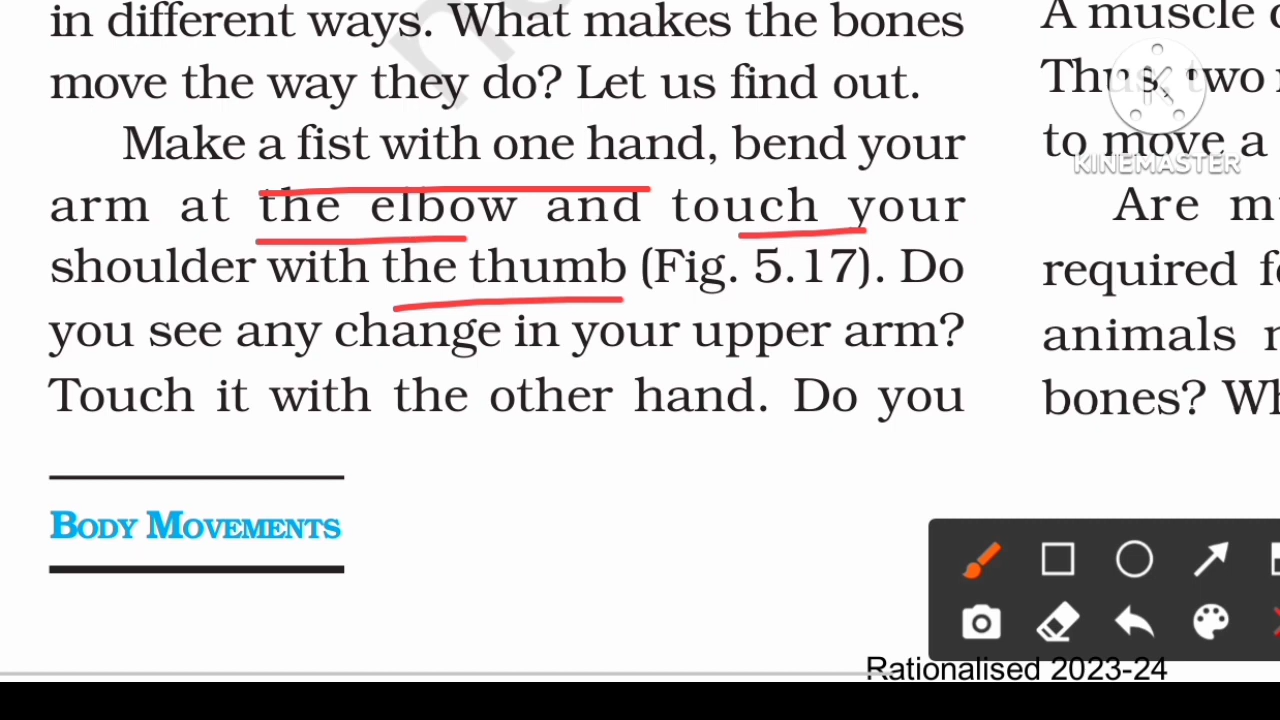 in different ways. What makes the bones
move the way they do? Let us find out.
Make a fist with one hand, bend your
arm at the elbow and touch your
shoulder with the thumb (Fig. 5.17). Do
you see any change in your upper arm?
Touch it with the other hand. Do you
BODY MOVEMENTS
A muscle
Thus, two
to move a
Are
required
animals
bones?
KINEMASTER
Rationalised 2023-24